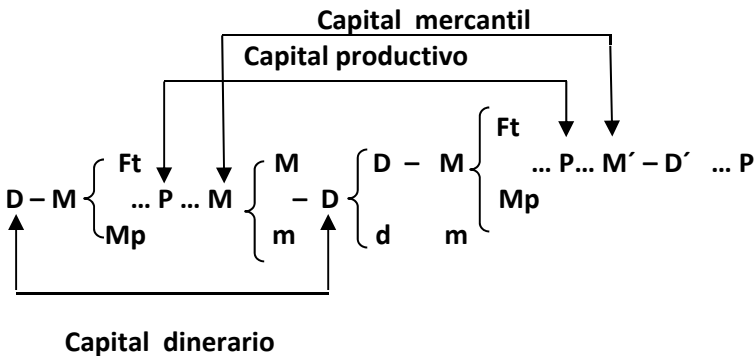 Capital mercantil
Capital productivo
Ft
Ft M D – M ... P... M´ – D´ ... P
D – M ... P ... M – D Mp
Mp m d m
Capital dinerario